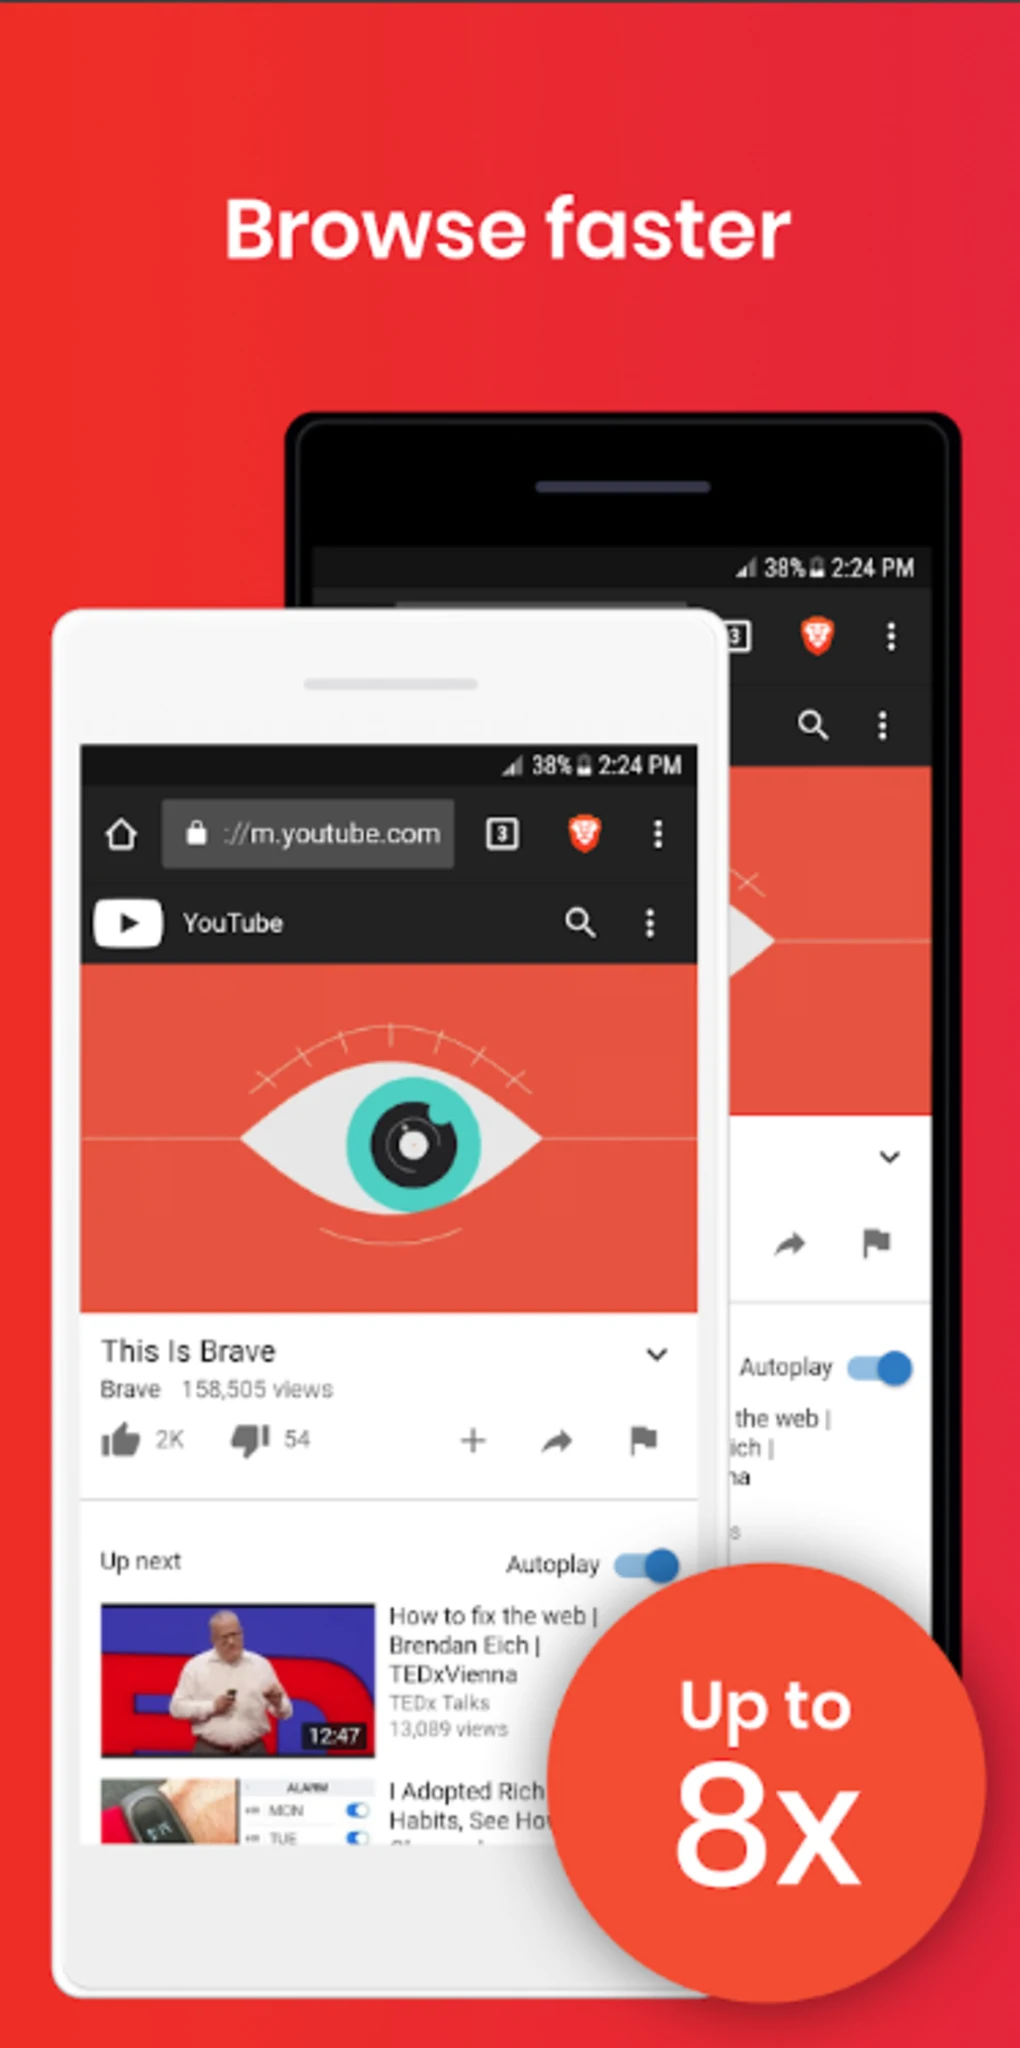 Browse faster
38% 2:24 PM
3
38% 2:24 PM
://m.youtube.com
3
YouTube
This Is Brave
Brave 158,505 views
2K
54
Autoplay
the web |
ich |
na
s
Up next
Autoplay
How to fix the web |
Brendan Eich |
TEDxVienna
TEDx Talks
13,089 views
12:47
I Adopted Rich
Habits, See How
ALARM
MON
TUE
Up to
8x